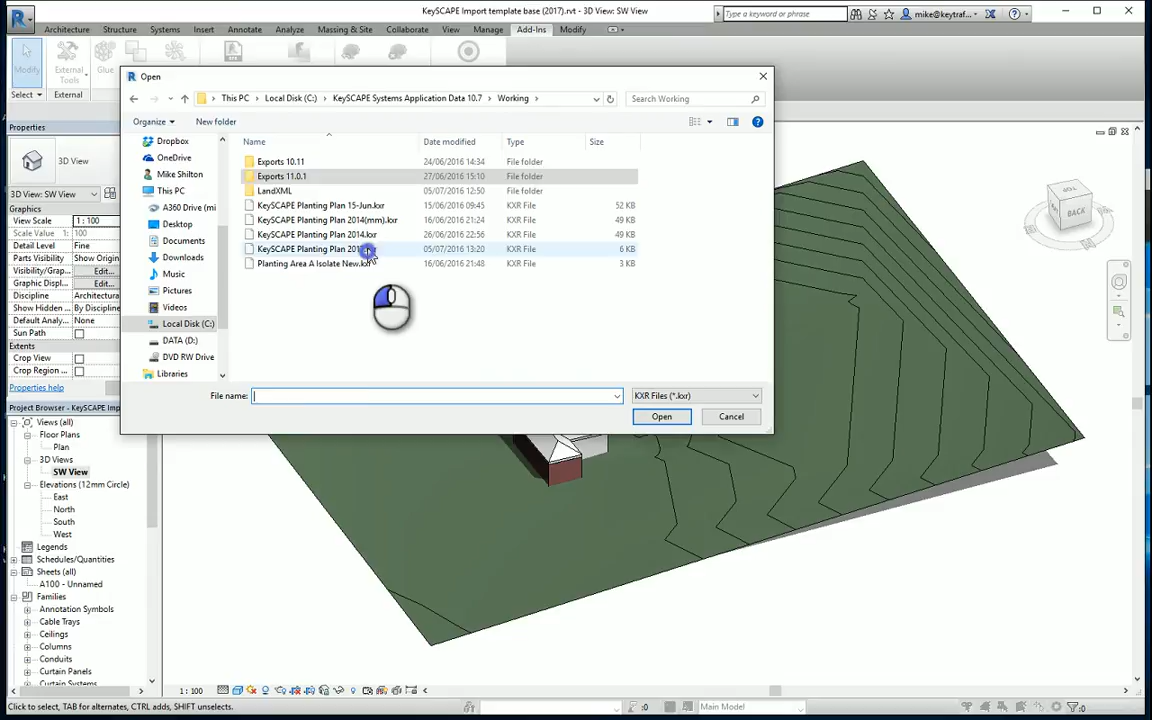 KeySCAPE Import template base (2017).rvt - 3D View: SW View
Type a keyword or phrase
mike@keytraf...
Architecture Structure Systems Insert Annotate Analyze Massing & Site Collaborate View Manage Add-Ins Modify
Modify
External Tools
Glue
Select
External
Properties
3D View
3D View: SW View
Graphics
View Scale 1 : 100
Scale Value 1: 100
Detail Level Fine
Parts Visibility Show Origin
Visibility/Grap... Edit...
Graphic Displ... Edit...
Discipline Architectura
Show Hidden ... By Discipline
Default Analy... None
Sun Path
Extents
Crop View
Crop Region
Properties help
Project Browser - KeySCAPE Imp
Views (all)
Floor Plans
Plan
3D Views
SW View
Elevations (12mm Circle)
East
North
South
West
Legends
Schedules/Quantities
Sheets (all)
A100 - Unnamed
Families
Annotation Symbols
Cable Trays
Ceilings
Columns
Conduits
Curtain Panels
Curtain Systems
Open
This PC > Local Disk (C:) > KeySCAPE Systems Application Data 10.7 > Working >
Search Working
Organize
New folder
Dropbox
OneDrive
Mike Shilton
This PC
A360 Drive (mi
Desktop
Documents
Downloads
Music
Pictures
Videos
Local Disk (C:)
DATA (D:)
DVD RW Drive
Libraries
Name Date modified Type Size
Exports 10.11 24/06/2016 14:34 File folder
Exports 11.0.1 27/06/2016 15:10 File folder
LandXML 05/07/2016 12:50 File folder
KeySCAPE Planting Plan 15-Jun.kxr 15/06/2016 09:45 KXR File 52 KB
KeySCAPE Planting Plan 2014(mm).kxr 16/06/2016 21:24 KXR File 49 KB
KeySCAPE Planting Plan 2014.kxr 26/06/2016 22:56 KXR File 49 KB
KeySCAPE Planting Plan 05/07/2016 13:20 KXR File 6 KB
Planting Area A Isolate New.kxr 16/06/2016 21:48 KXR File 3 KB
File name:
KXR Files (*.kxr)
Open
Cancel
TOP
BACK
1 : 100
Click to select, TAB for alternates, CTRL adds, SHIFT unselects.
:0
Main Model
:0